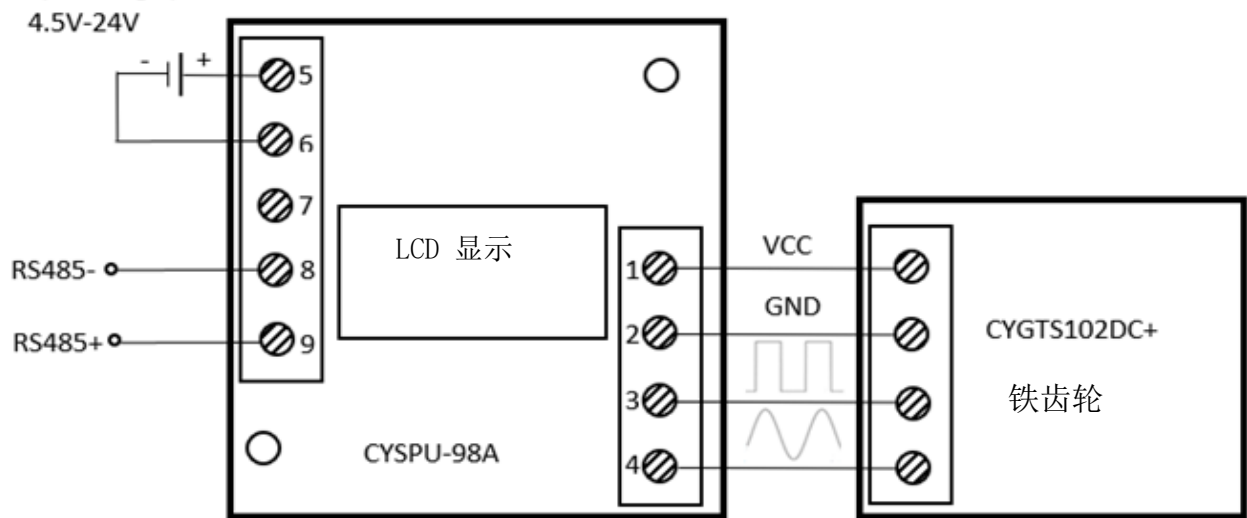 4.5V-24V
- +
5
6
7
8
9
RS485-
RS485+
LCD 显示
CYSPU-98A
1
2
3
4
VCC
GND
CYGTS102DC+
铁齿轮